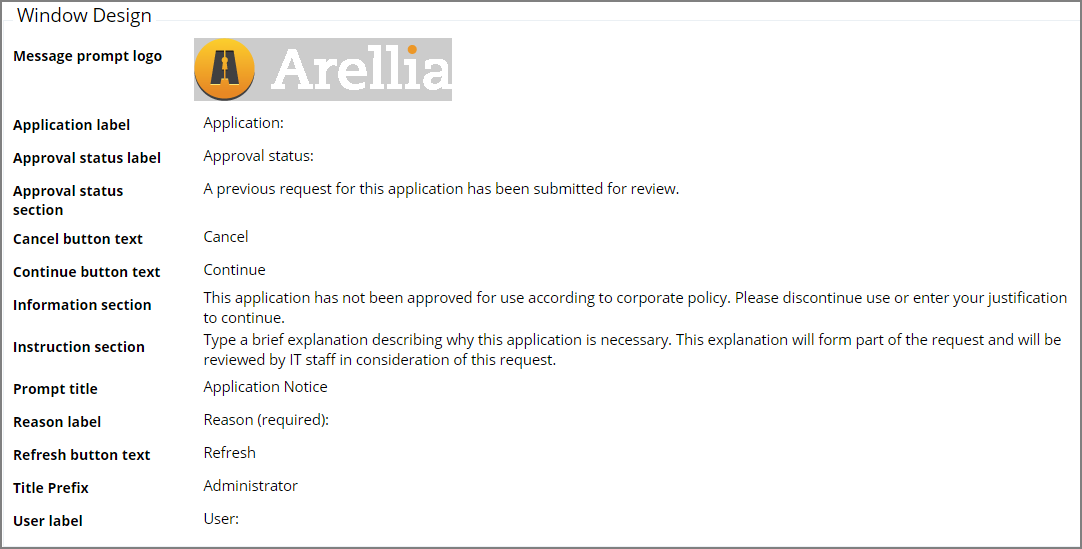 Window Design
Message prompt logo Arellia
Application label Application:
Approval status label Approval status:
Approval status A previous request for this application has been submitted for review.
section
Cancel button text Cancel
Continue button text Continue
Information section This application has not been approved for use according to corporate policy. Please discontinue use or enter your justification
to continue.
Instruction section Type a brief explanation describing why this application is necessary. This explanation will form part of the request and will be
reviewed by IT staff in consideration of this request.
Prompt title Application Notice
Reason label Reason (required):
Refresh button text Refresh
Title Prefix Administrator
User label User: